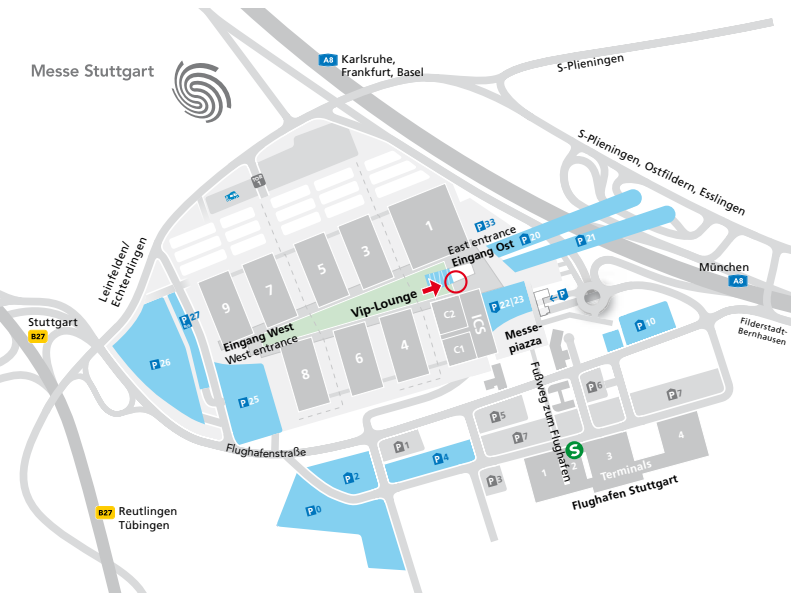 Messe Stuttgart
A8
Karlsruhe,
Frankfurt, Basel
S-Plieningen
S-Plieningen, Ostfildern, Esslingen
Leinfelden/
Echterdingen
P33
P20
P21
East entrance
Eingang Ost
München
A8
1
3
5
7
9
Vip-Lounge
Stuttgart
B27
P27
P26
P25
Eingang West
West entrance
8
6
4
C2
C1
ICS
P22|23
P
Messe-
piazza
P10
Filderstadt-
Bernhausen
Fußweg zum Flughafen
P6
P7
P5
P7
P1
P4
P3
P2
P0
Flughafenstraße
S
1
2
3
4
Terminals
Flughafen Stuttgart
B27
Reutlingen
Tübingen